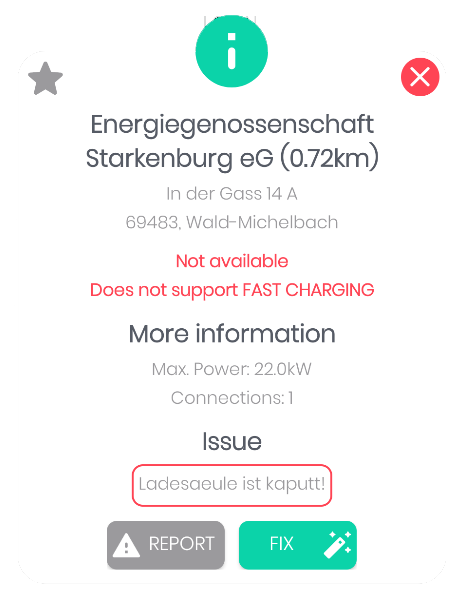 Energiegenossenschaft
Starkenburg eG (0.72km)
In der Gass 14 A
69483, Wald-Michelbach
Not available
Does not support FAST CHARGING
More information
Max. Power: 22.0kW
Connections: 1
Issue
Ladesaeule ist kaputt!
REPORT
FIX